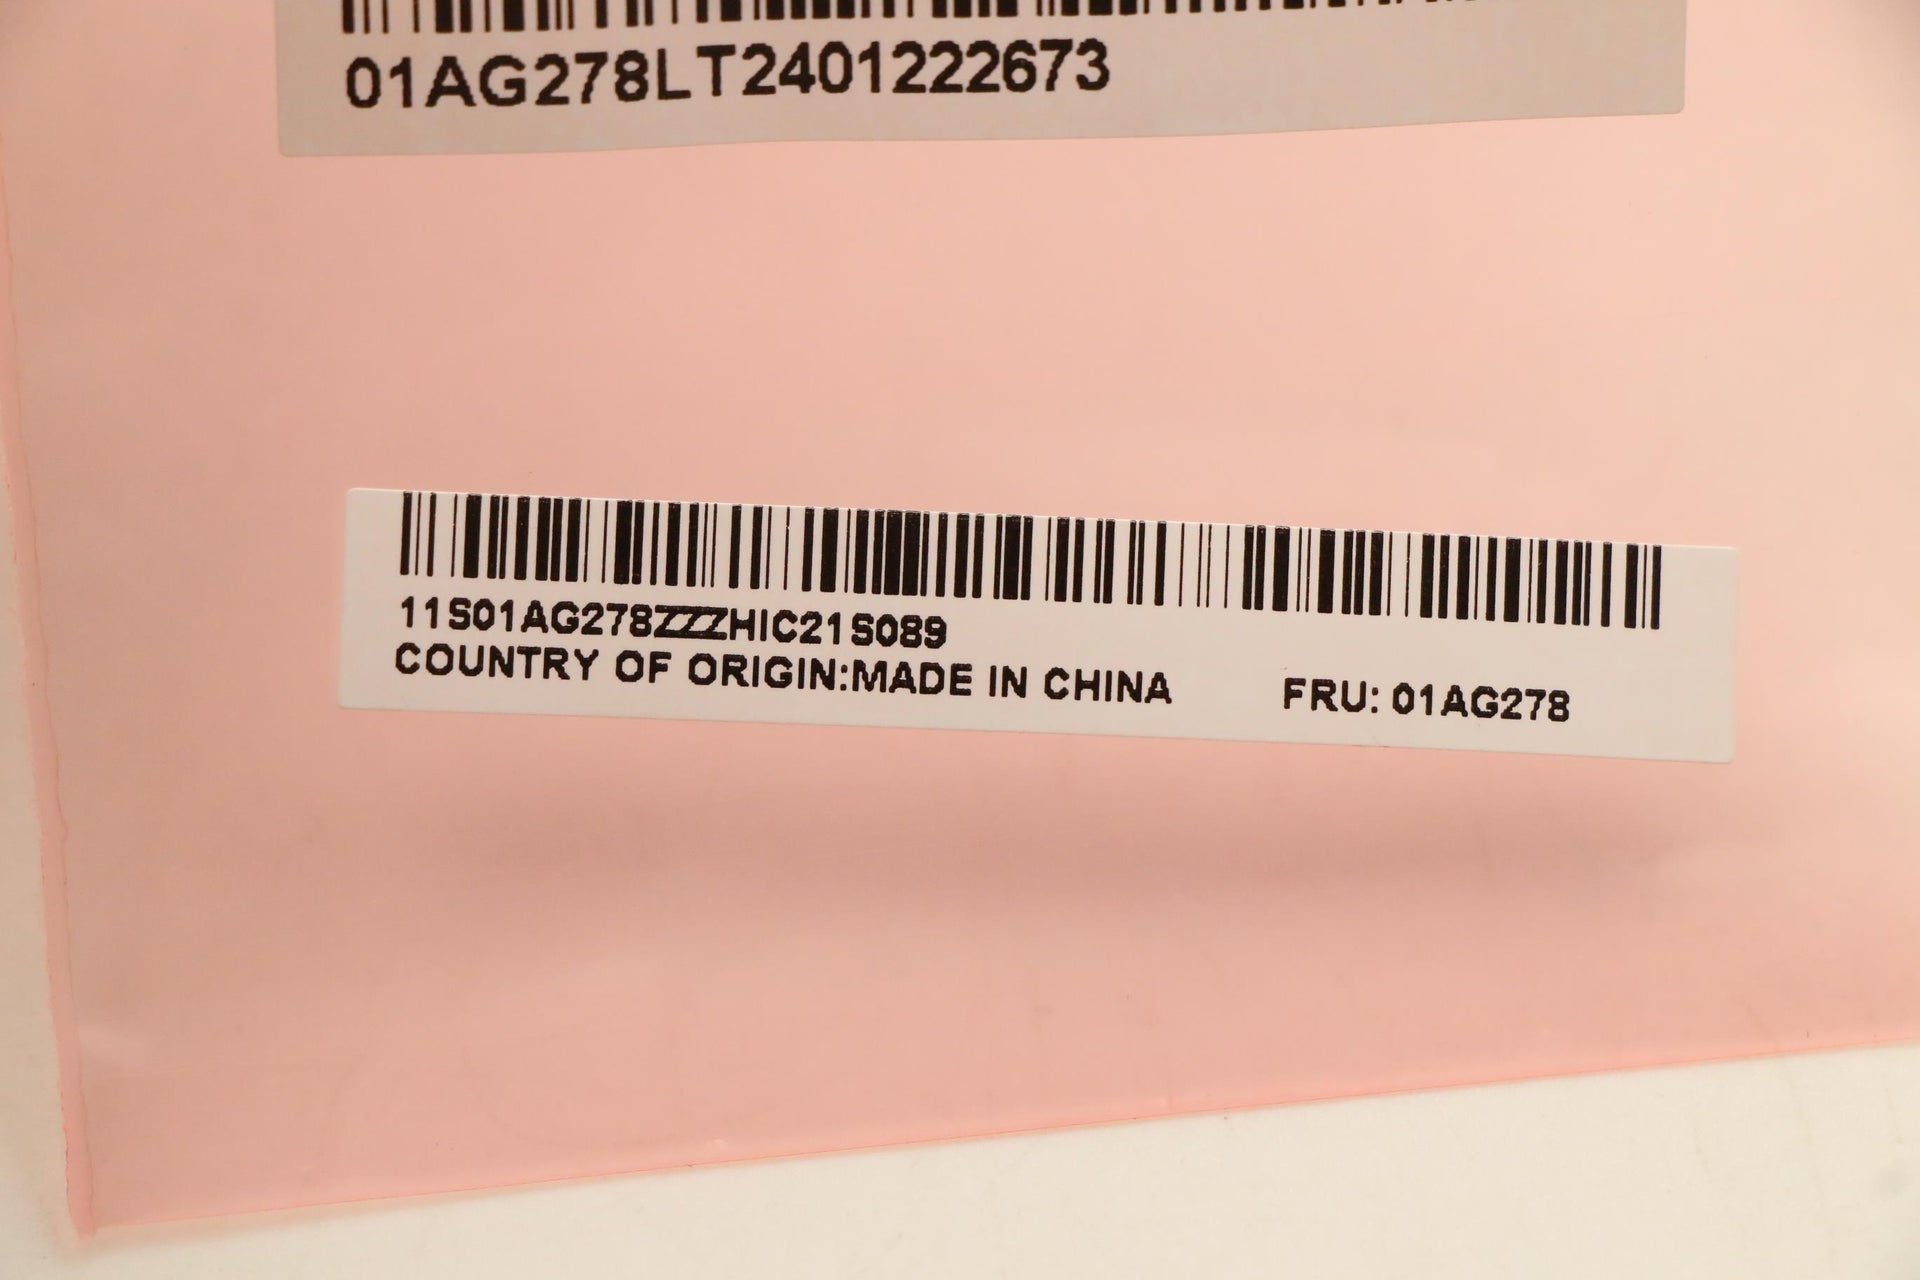 01AG278LT2401222673
11S01AG278ZZZHIC21S089
COUNTRY OF ORIGIN:MADE IN CHINA FRU: 01AG278